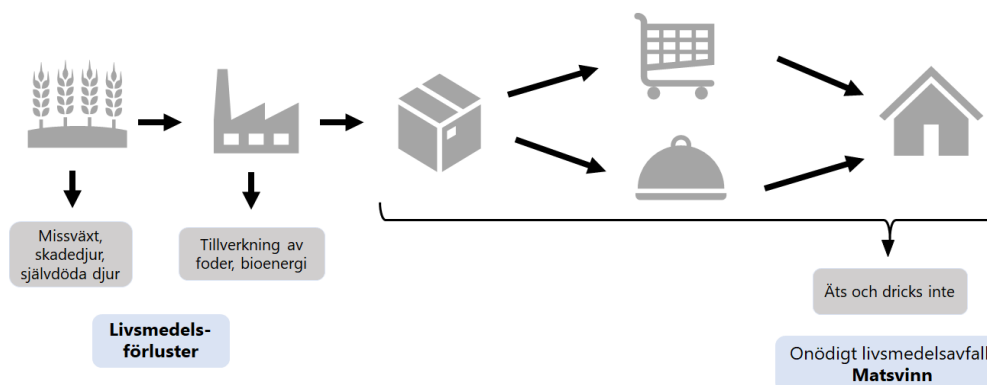 Missväxt,
skadedjur,
självdöda djur
Tillverkning av
foder, bioenergi
Äts och dricks inte
Livsmedels-
förluster
Onödigt livsmedelsavfall
Matsvinn